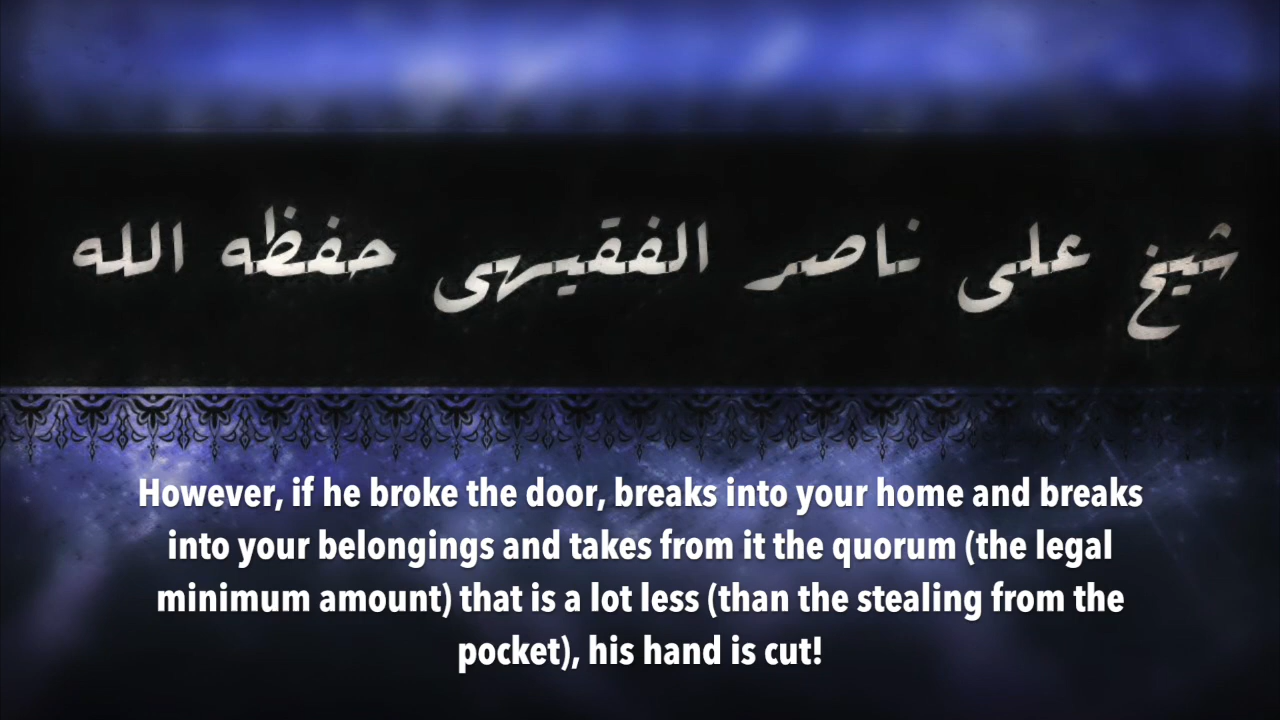 شيخ على ناصر الفقيهى حفظه الله
However, if he broke the door, breaks into your home and breaks
into your belongings and takes from it the quorum (the legal
minimum amount) that is a lot less (than the stealing from the
pocket), his hand is cut!